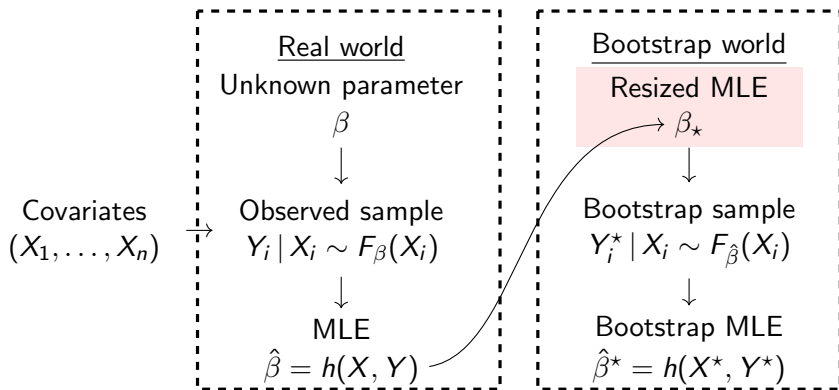 Real world
Unknown parameter
β
Covariates
(X₁, . . . , Xₙ)
Observed sample
Yᵢ | Xᵢ ∼ F_β(Xᵢ)
MLE
β̂ = h(X, Y)
Bootstrap world
Resized MLE
β⋆
Bootstrap sample
Yᵢ⋆ | Xᵢ ∼ F_β̂(Xᵢ)
Bootstrap MLE
β̂⋆ = h(X⋆, Y⋆)